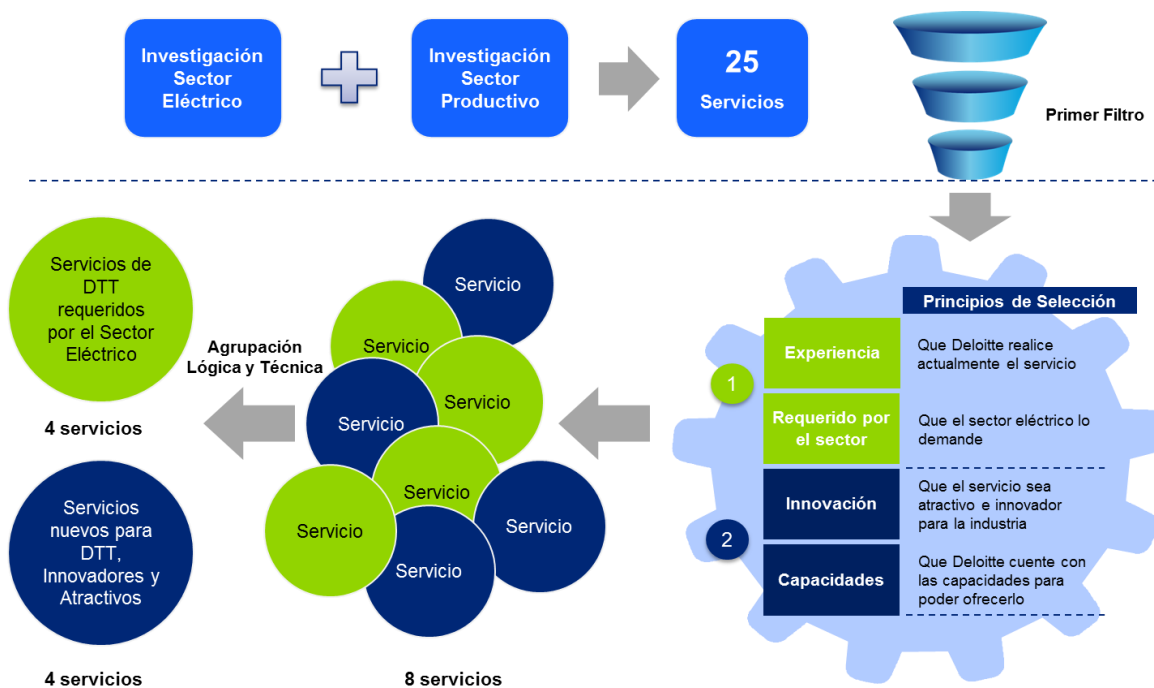 Investigación
Sector
Eléctrico
Investigación
Sector
Productivo
25
Servicios
Primer Filtro
Principios de Selección
1
Experiencia
Que Deloitte realice
actualmente el servicio
Requerido por
el sector
Que el sector eléctrico lo
demande
2
Innovación
Que el servicio sea
atractivo e innovador
para la industria
Capacidades
Que Deloitte cuente con
las capacidades para
poder ofrecerlo
Servicio
Servicio
Servicio
Servicio
Servicio
Servicio
Servicio
Servicio
8 servicios
Agrupación
Lógica y Técnica
Servicios de
DTT
requeridos
por el Sector
Eléctrico
4 servicios
Servicios
nuevos para
DTT,
Innovadores y
Atractivos
4 servicios